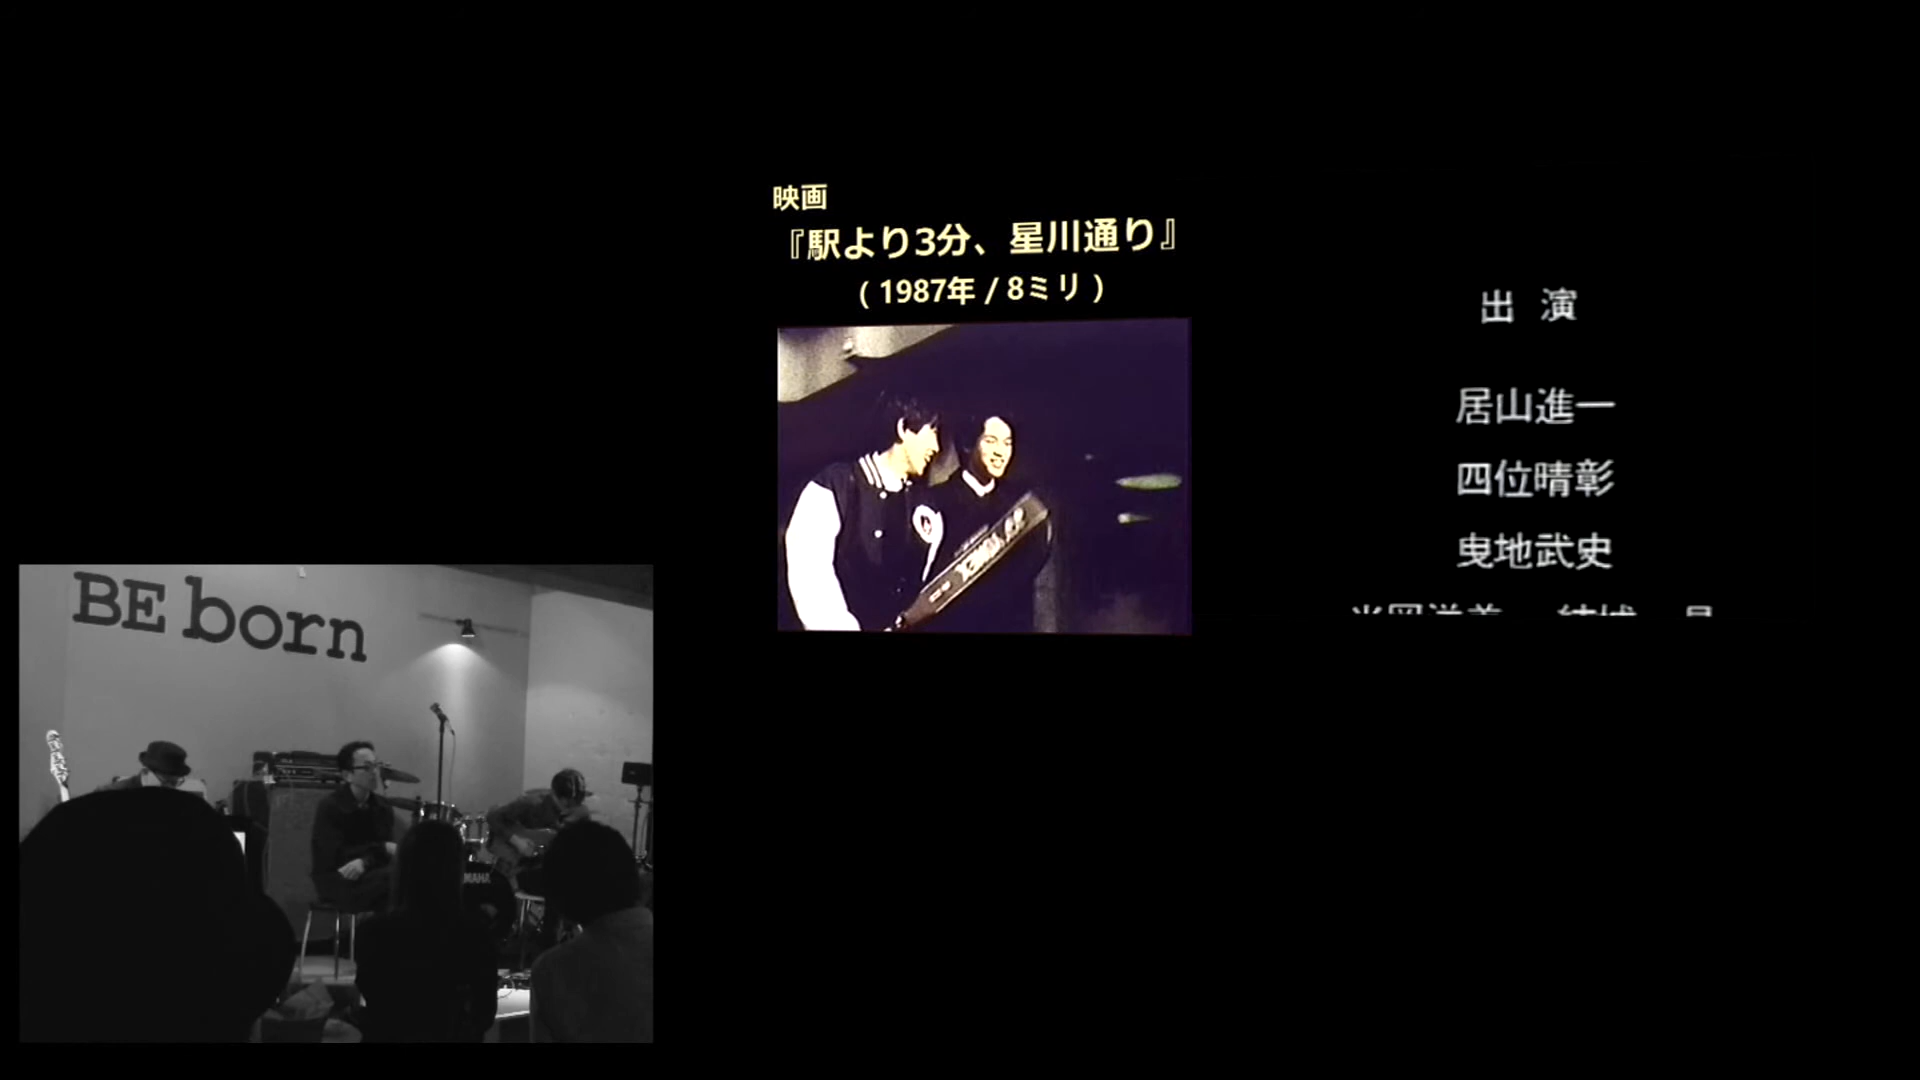 映画
『駅より3分、星川通り』
( 1987年 / 8ミリ )
出 演
居山進一
四位晴彰
曳地武史
BE born